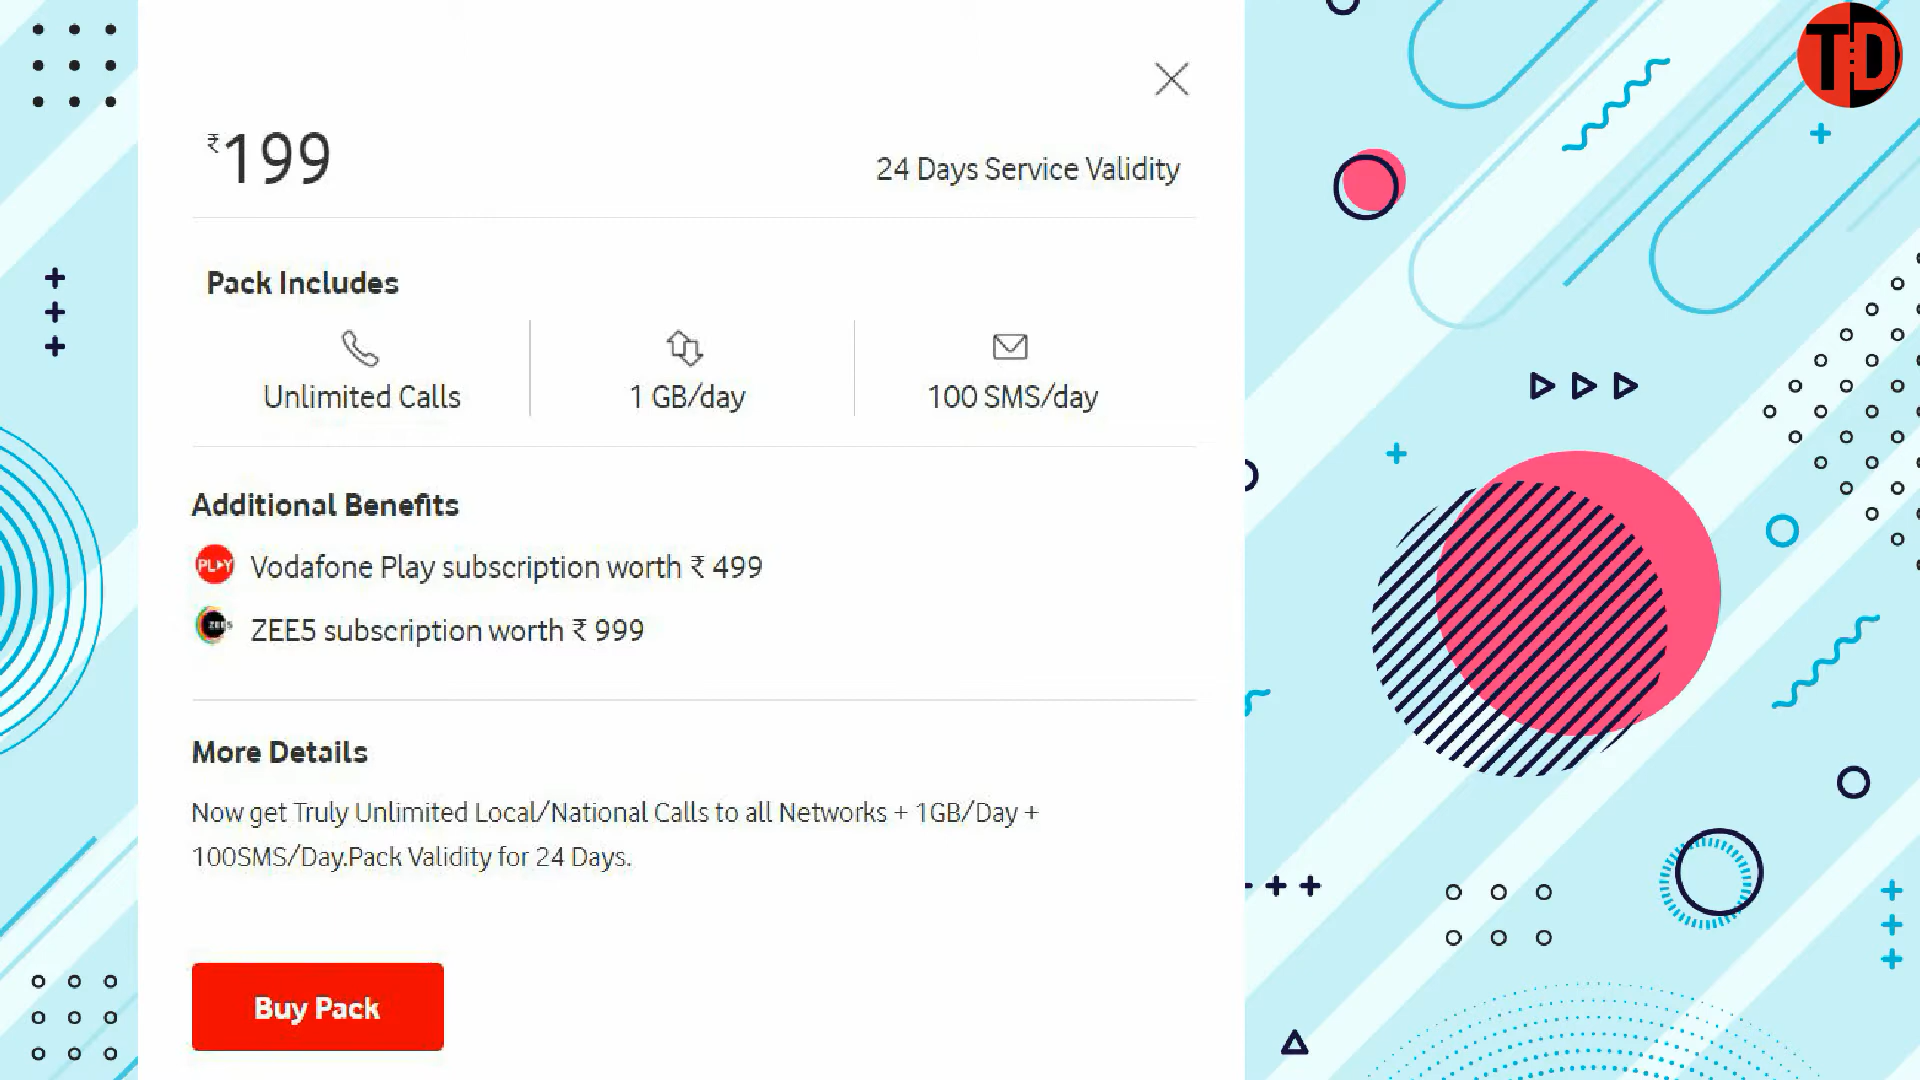 TD
₹199
24 Days Service Validity
Pack Includes
Unlimited Calls
1 GB/day
100 SMS/day
Additional Benefits
PLAY
Vodafone Play subscription worth ₹ 499
ZEE5
ZEE5 subscription worth ₹ 999
More Details
Now get Truly Unlimited Local/National Calls to all Networks + 1GB/Day +
100SMS/Day.Pack Validity for 24 Days.
Buy Pack